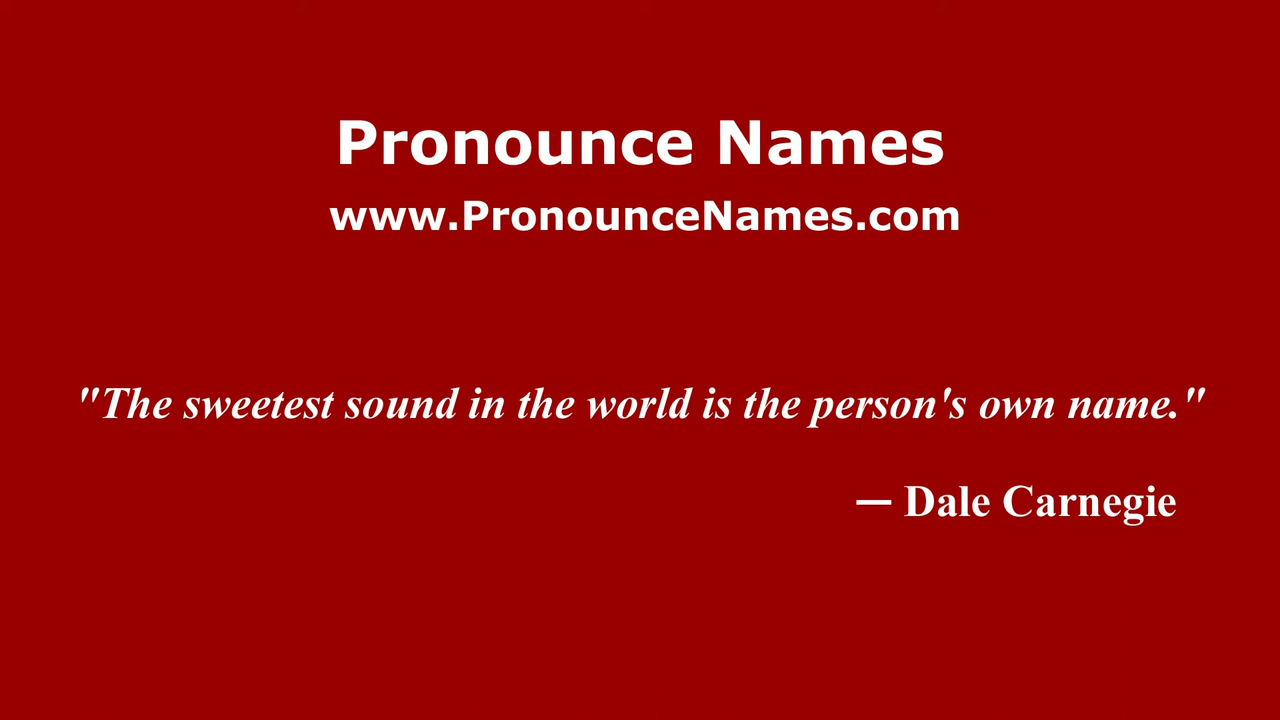 Pronounce Names
www.PronounceNames.com
"The sweetest sound in the world is the person's own name."
— Dale Carnegie